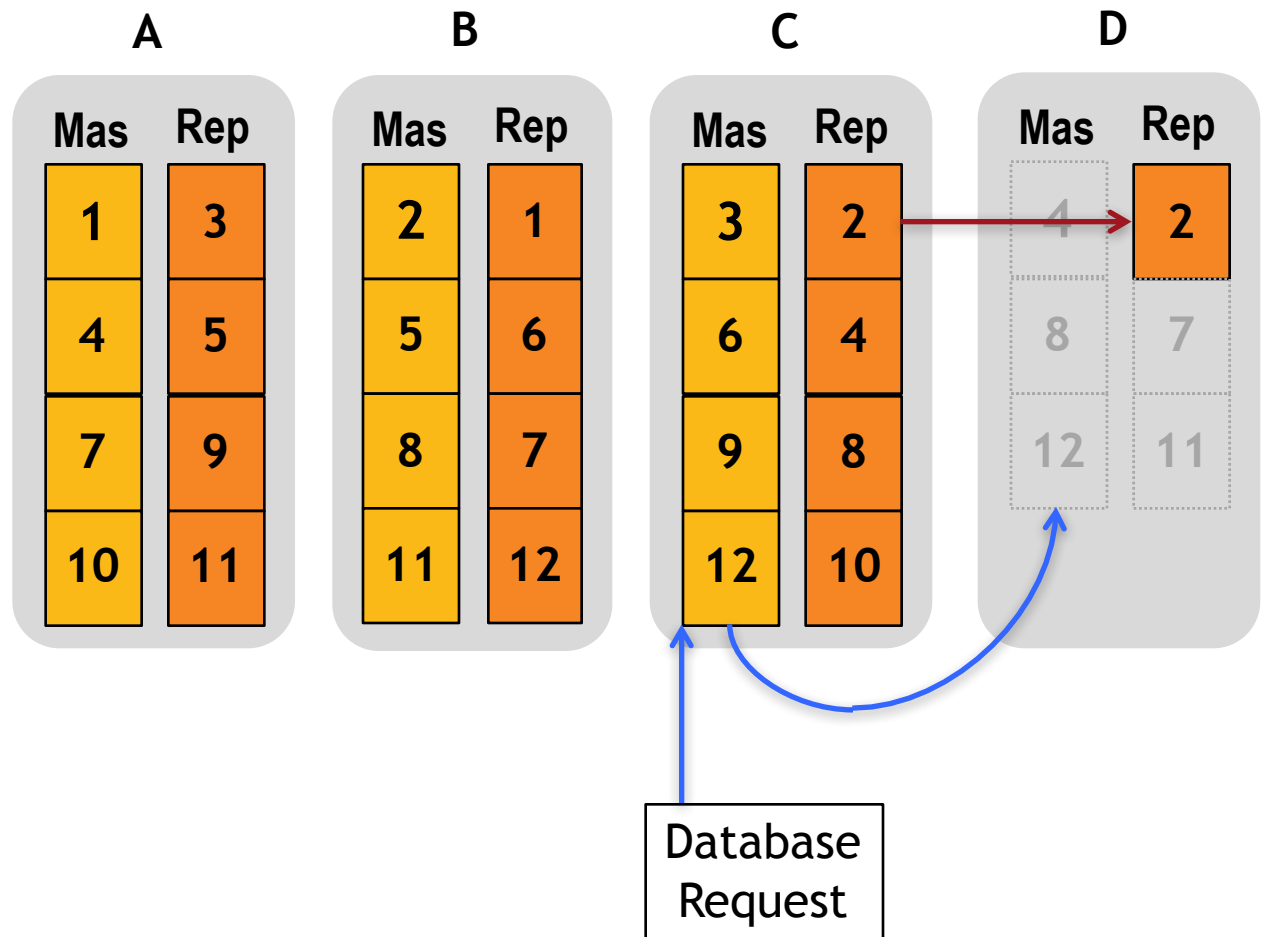 A B C D
Mas Rep Mas Rep Mas Rep Mas Rep
1 3 2 1 3 2 4 2
4 5 5 6 6 4 8 7
7 9 8 7 9 8 12 11
10 11 11 12 12 10
Database
Request